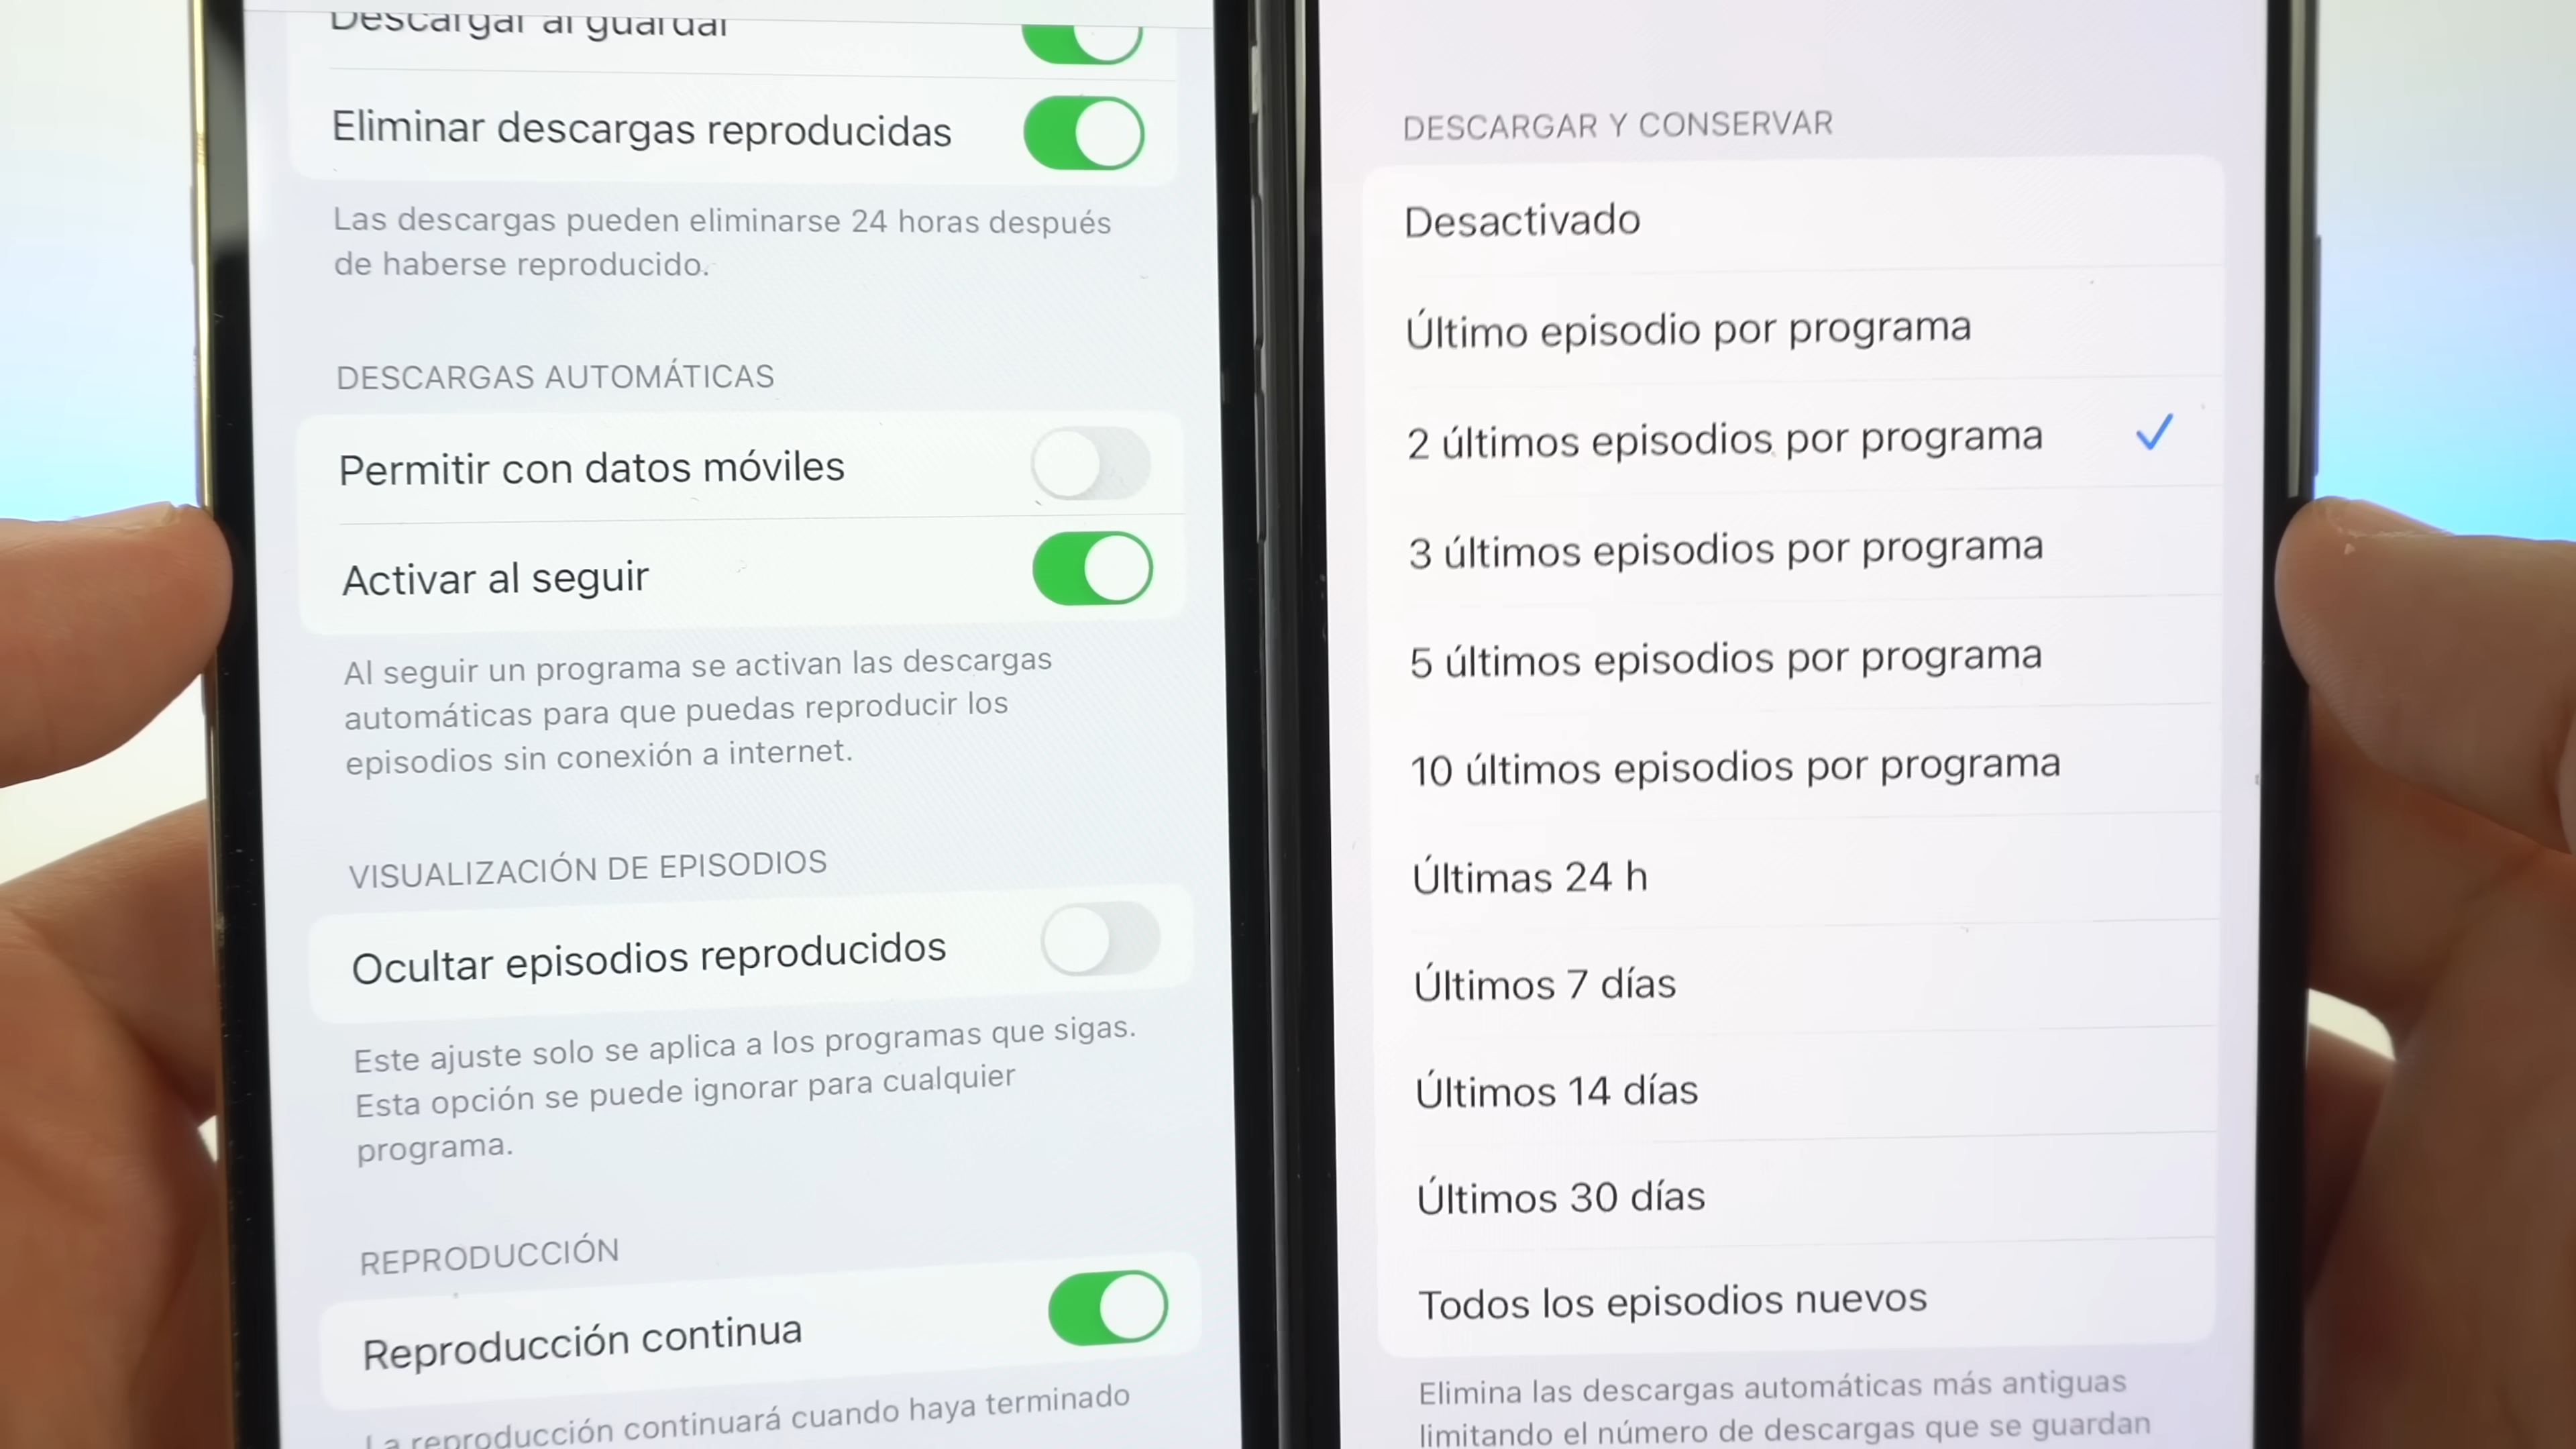 Descargar al guardar
Eliminar descargas reproducidas
Las descargas pueden eliminarse 24 horas después
de haberse reproducido.
DESCARGAS AUTOMÁTICAS
Permitir con datos móviles
Activar al seguir
Al seguir un programa se activan las descargas
automáticas para que puedas reproducir los
episodios sin conexión a internet.
VISUALIZACIÓN DE EPISODIOS
Ocultar episodios reproducidos
Este ajuste solo se aplica a los programas que sigas.
Esta opción se puede ignorar para cualquier
programa.
REPRODUCCIÓN
Reproducción continua
La reproducción continuará cuando haya terminado
DESCARGAR Y CONSERVAR
Desactivado
Último episodio por programa
2 últimos episodios por programa
3 últimos episodios por programa
5 últimos episodios por programa
10 últimos episodios por programa
Últimas 24 h
Últimos 7 días
Últimos 14 días
Últimos 30 días
Todos los episodios nuevos
Elimina las descargas automáticas más antiguas
limitando el número de descargas que se guardan